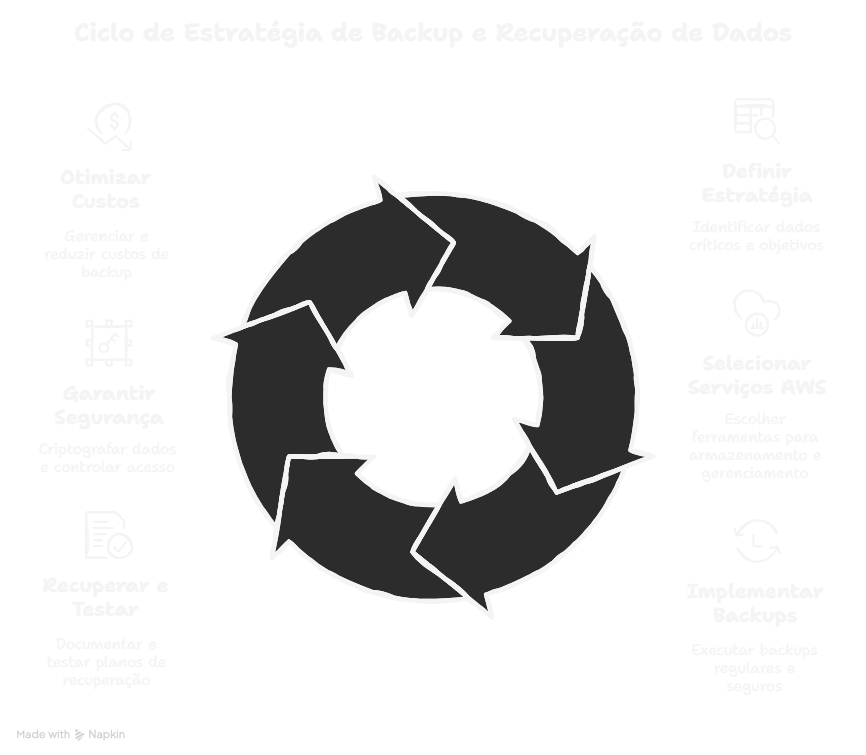 Ciclo de Estratégia de Backup e Recuperação de Dados
Otimizar
Custos
Gerenciar e
reduzir custos de
backup
Garantir
Segurança
Criptografar dados
e controlar acesso
Recuperar e
Testar
Documentar e
testar planos de
recuperação
Definir
Estratégia
Identificar dados
críticos e objetivos
Selecionar
Serviços AWS
Escolher
ferramentas para
armazenamento e
gerenciamento
Implementar
Backups
Executar backups
regulares e
seguros
Made with Napkin